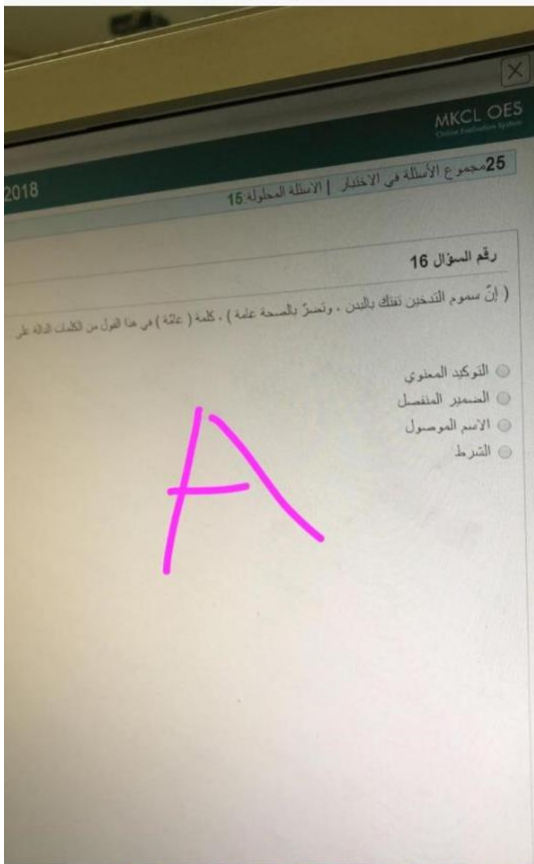 MKCL OES
Online Evaluation System
2018
25مجموع الأسئلة في الاختبار | الاسئلة المحلولة:15
رقم السؤال 16
( إنّ سموم التدخين تفتك بالبدن ، وتضرّ بالصحة عامة ) ، كلمة ( عامّة ) في هذا القول من الكلمات الدالة على
التوكيد المعنوي
الضمير المنفصل
الاسم الموصول
الشرط
A